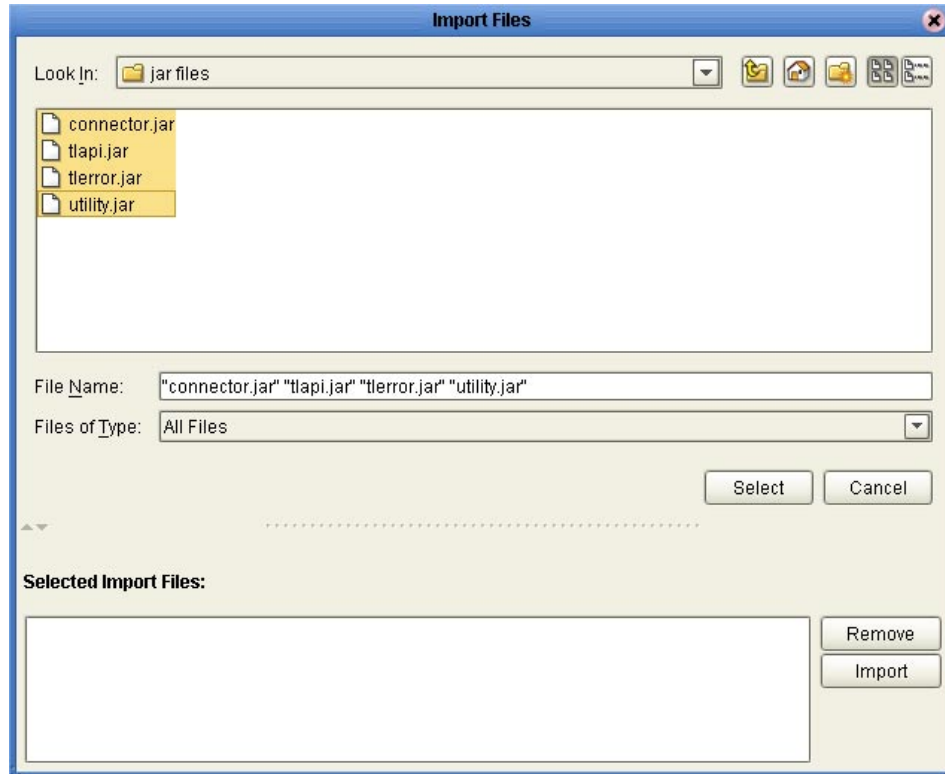 Import Files
Look In: jar files
connector.jar
tlapi.jar
tlerror.jar
utility.jar
File Name: "connector.jar" "tlapi.jar" "tlerror.jar" "utility.jar"
Files of Type: All Files
Select Cancel
Selected Import Files:
Remove
Import